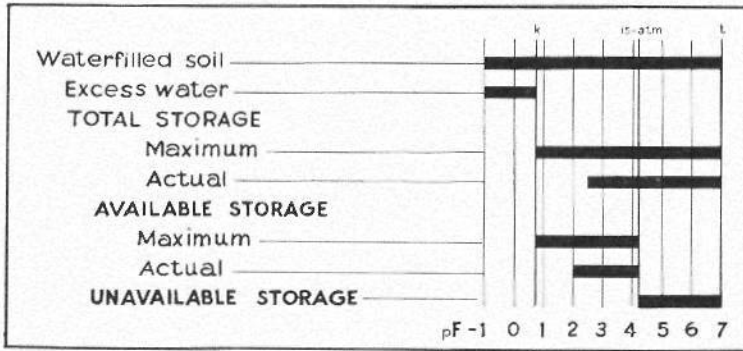 k is-atm t
Waterfilled soil
Excess water
TOTAL STORAGE
Maximum
Actual
AVAILABLE STORAGE
Maximum
Actual
UNAVAILABLE STORAGE
pF -1 0 1 2 3 4 5 6 7